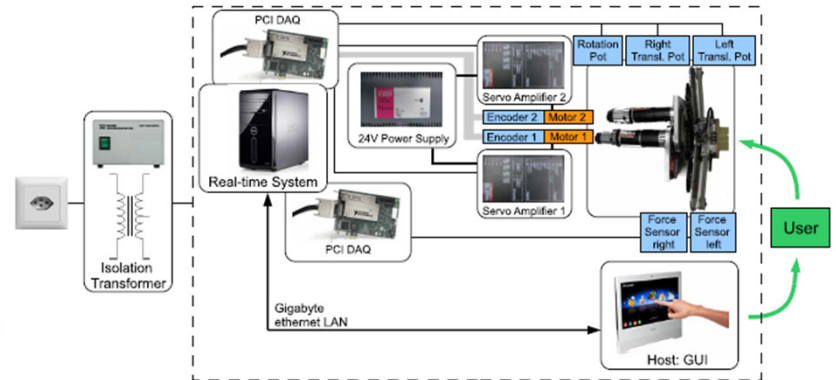 PCI DAQ
Rotation
Pot
Right
Transl. Pot
Left
Transl. Pot
Servo Amplifier 2
24V Power Supply
Encoder 2
Motor 2
Encoder 1
Motor 1
Real-time System
Servo Amplifier 1
PCI DAQ
Force
Sensor
right
Force
Sensor
left
User
Isolation
Transformer
Gigabyte
ethernet LAN
Host: GUI